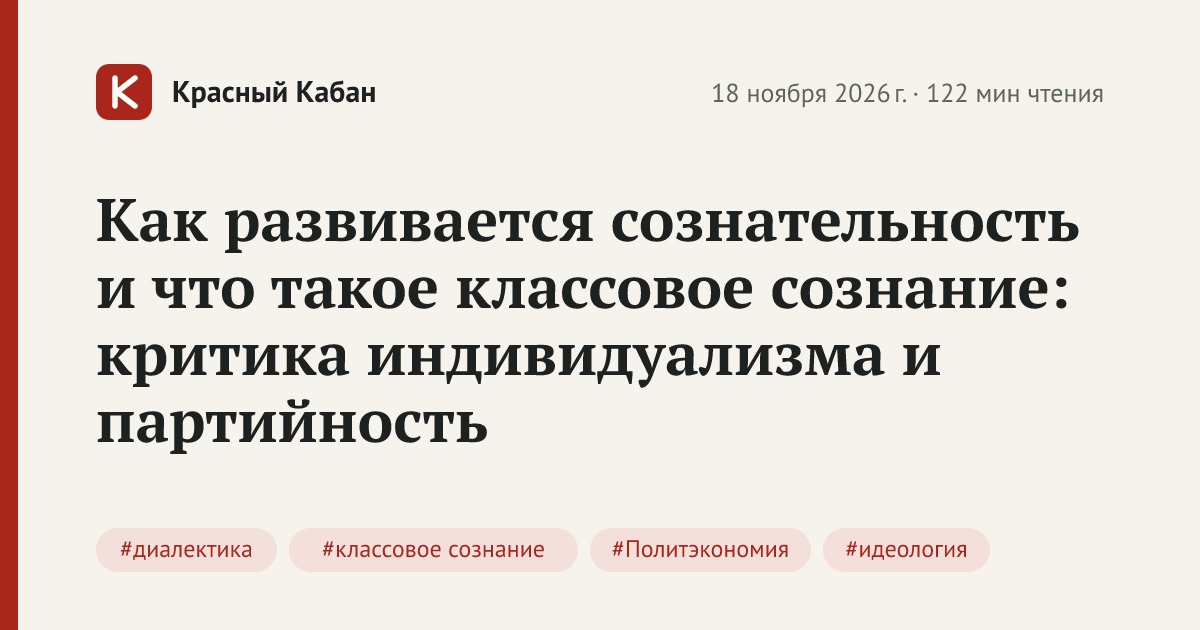 K
Красный Кабан
18 ноября 2026 г. · 122 мин чтения
Как развивается сознательность
и что такое классовое сознание:
критика индивидуализма и
партийность
#диалектика #классовое сознание #Политэкономия #идеология